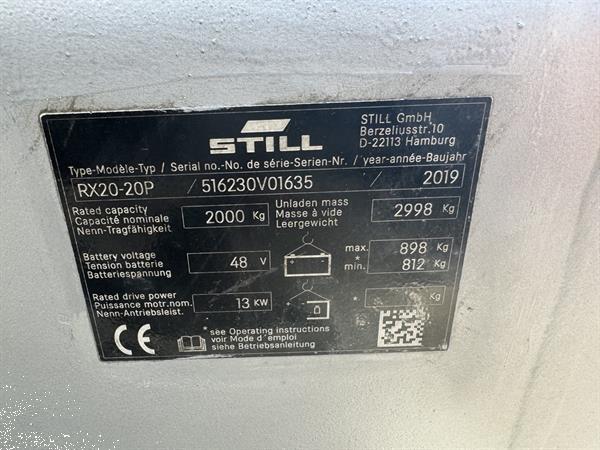 STILL
STILL GmbH
Berzeliusstr.10
D-22113 Hamburg
Type-Modèle-Typ / Serial no.-No. de série-Serien-Nr. / year-année-Baujahr
RX20-20P / 516230V01635 / 2019
Rated capacity
Capacité nominale
Nenn-Tragfähigkeit
2000 Kg
Unladen mass
Masse à vide
Leergewicht
2998 Kg
Battery voltage
Tension batterie
Batteriespannung
48 V
max. 898 Kg
*
min. 812 Kg
Rated drive power
Puissance motr.nom.
Nenn-Antriebsleist.
13 KW
* Kg
CE
* see Operating instructions
voir Mode d'emploi
siehe Betriebsanleitung